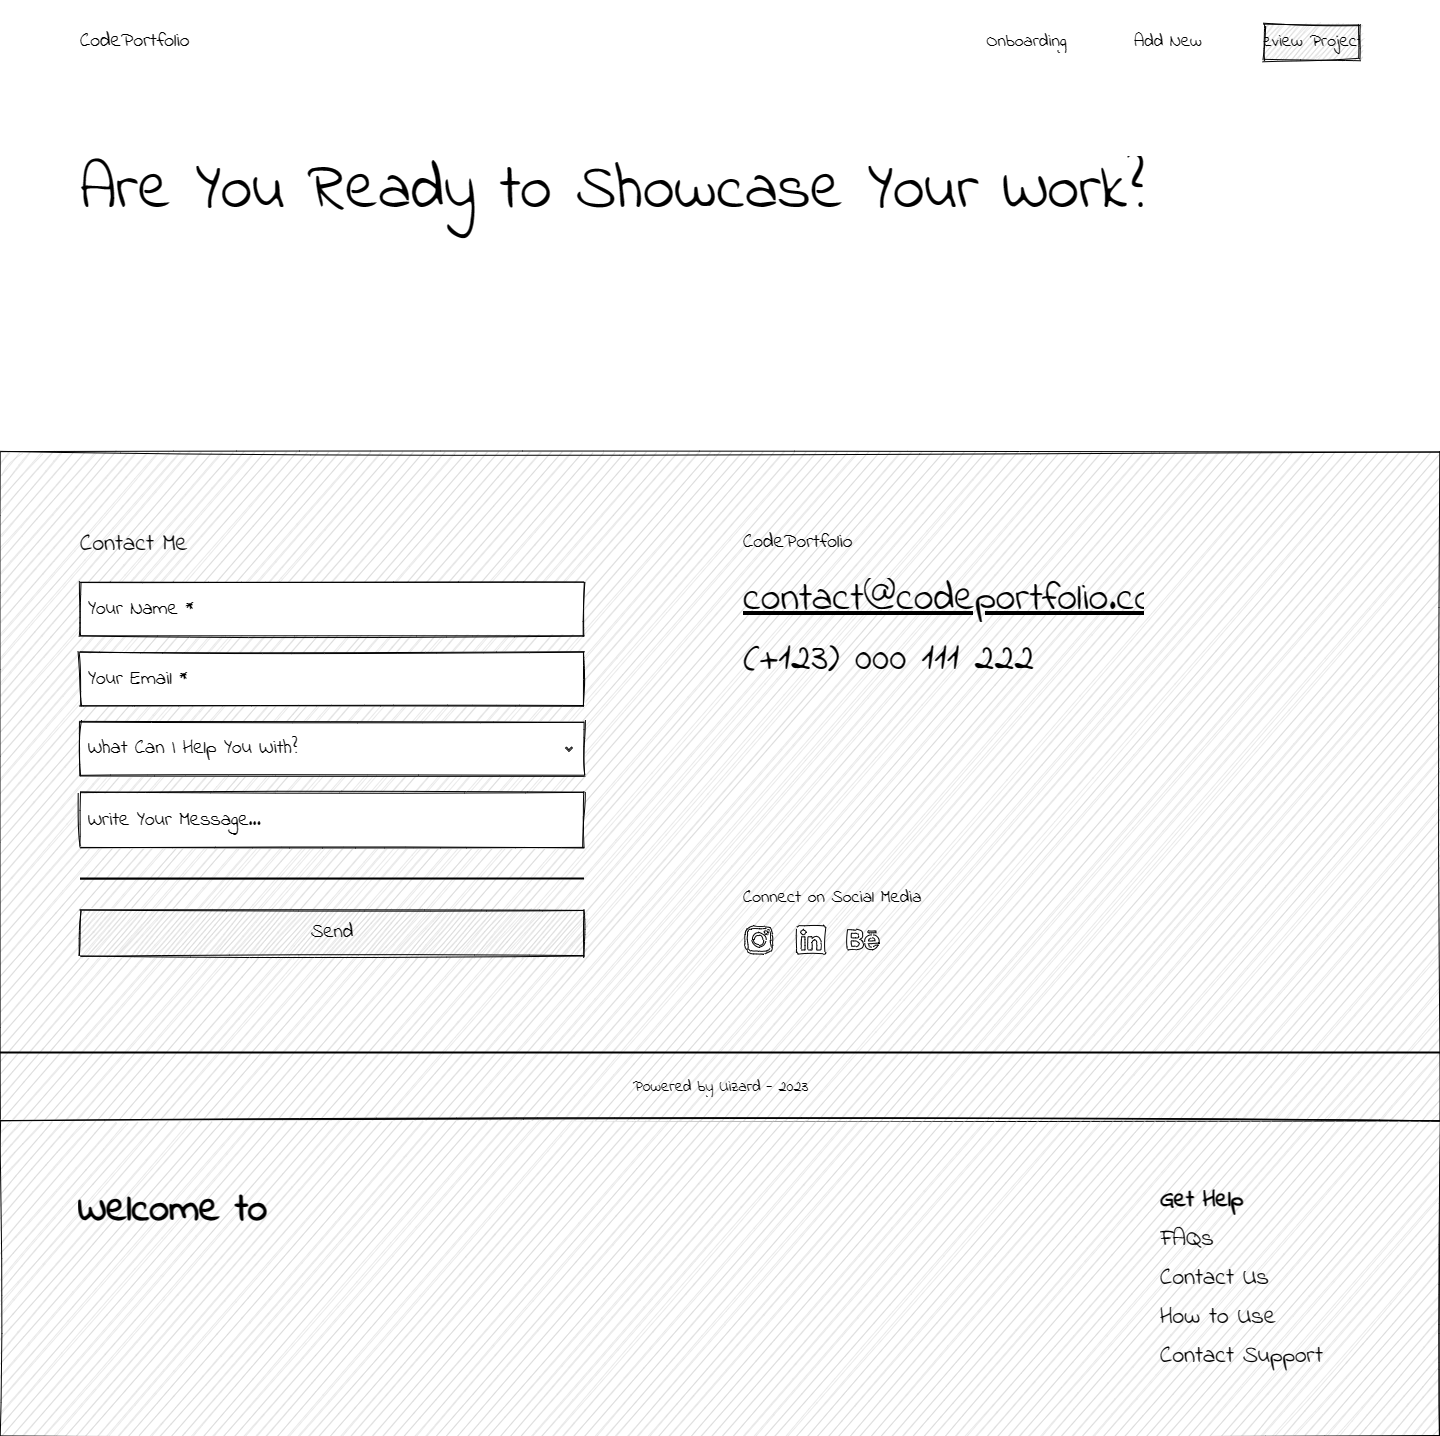 CodePortfolio
Onboarding
Add New
eview Projec
Are You Ready to Showcase Your Work?
Contact Me
Your Name *
Your Email *
What Can I Help You With?
Write Your Message...
Send
CodePortfolio
contact@codeportfolio.co
(+123) 000 111 222
Connect on Social Media
in
Bē
Powered by Uizard - 2023
Welcome to
Get Help
FAQs
Contact Us
How to Use
Contact Support